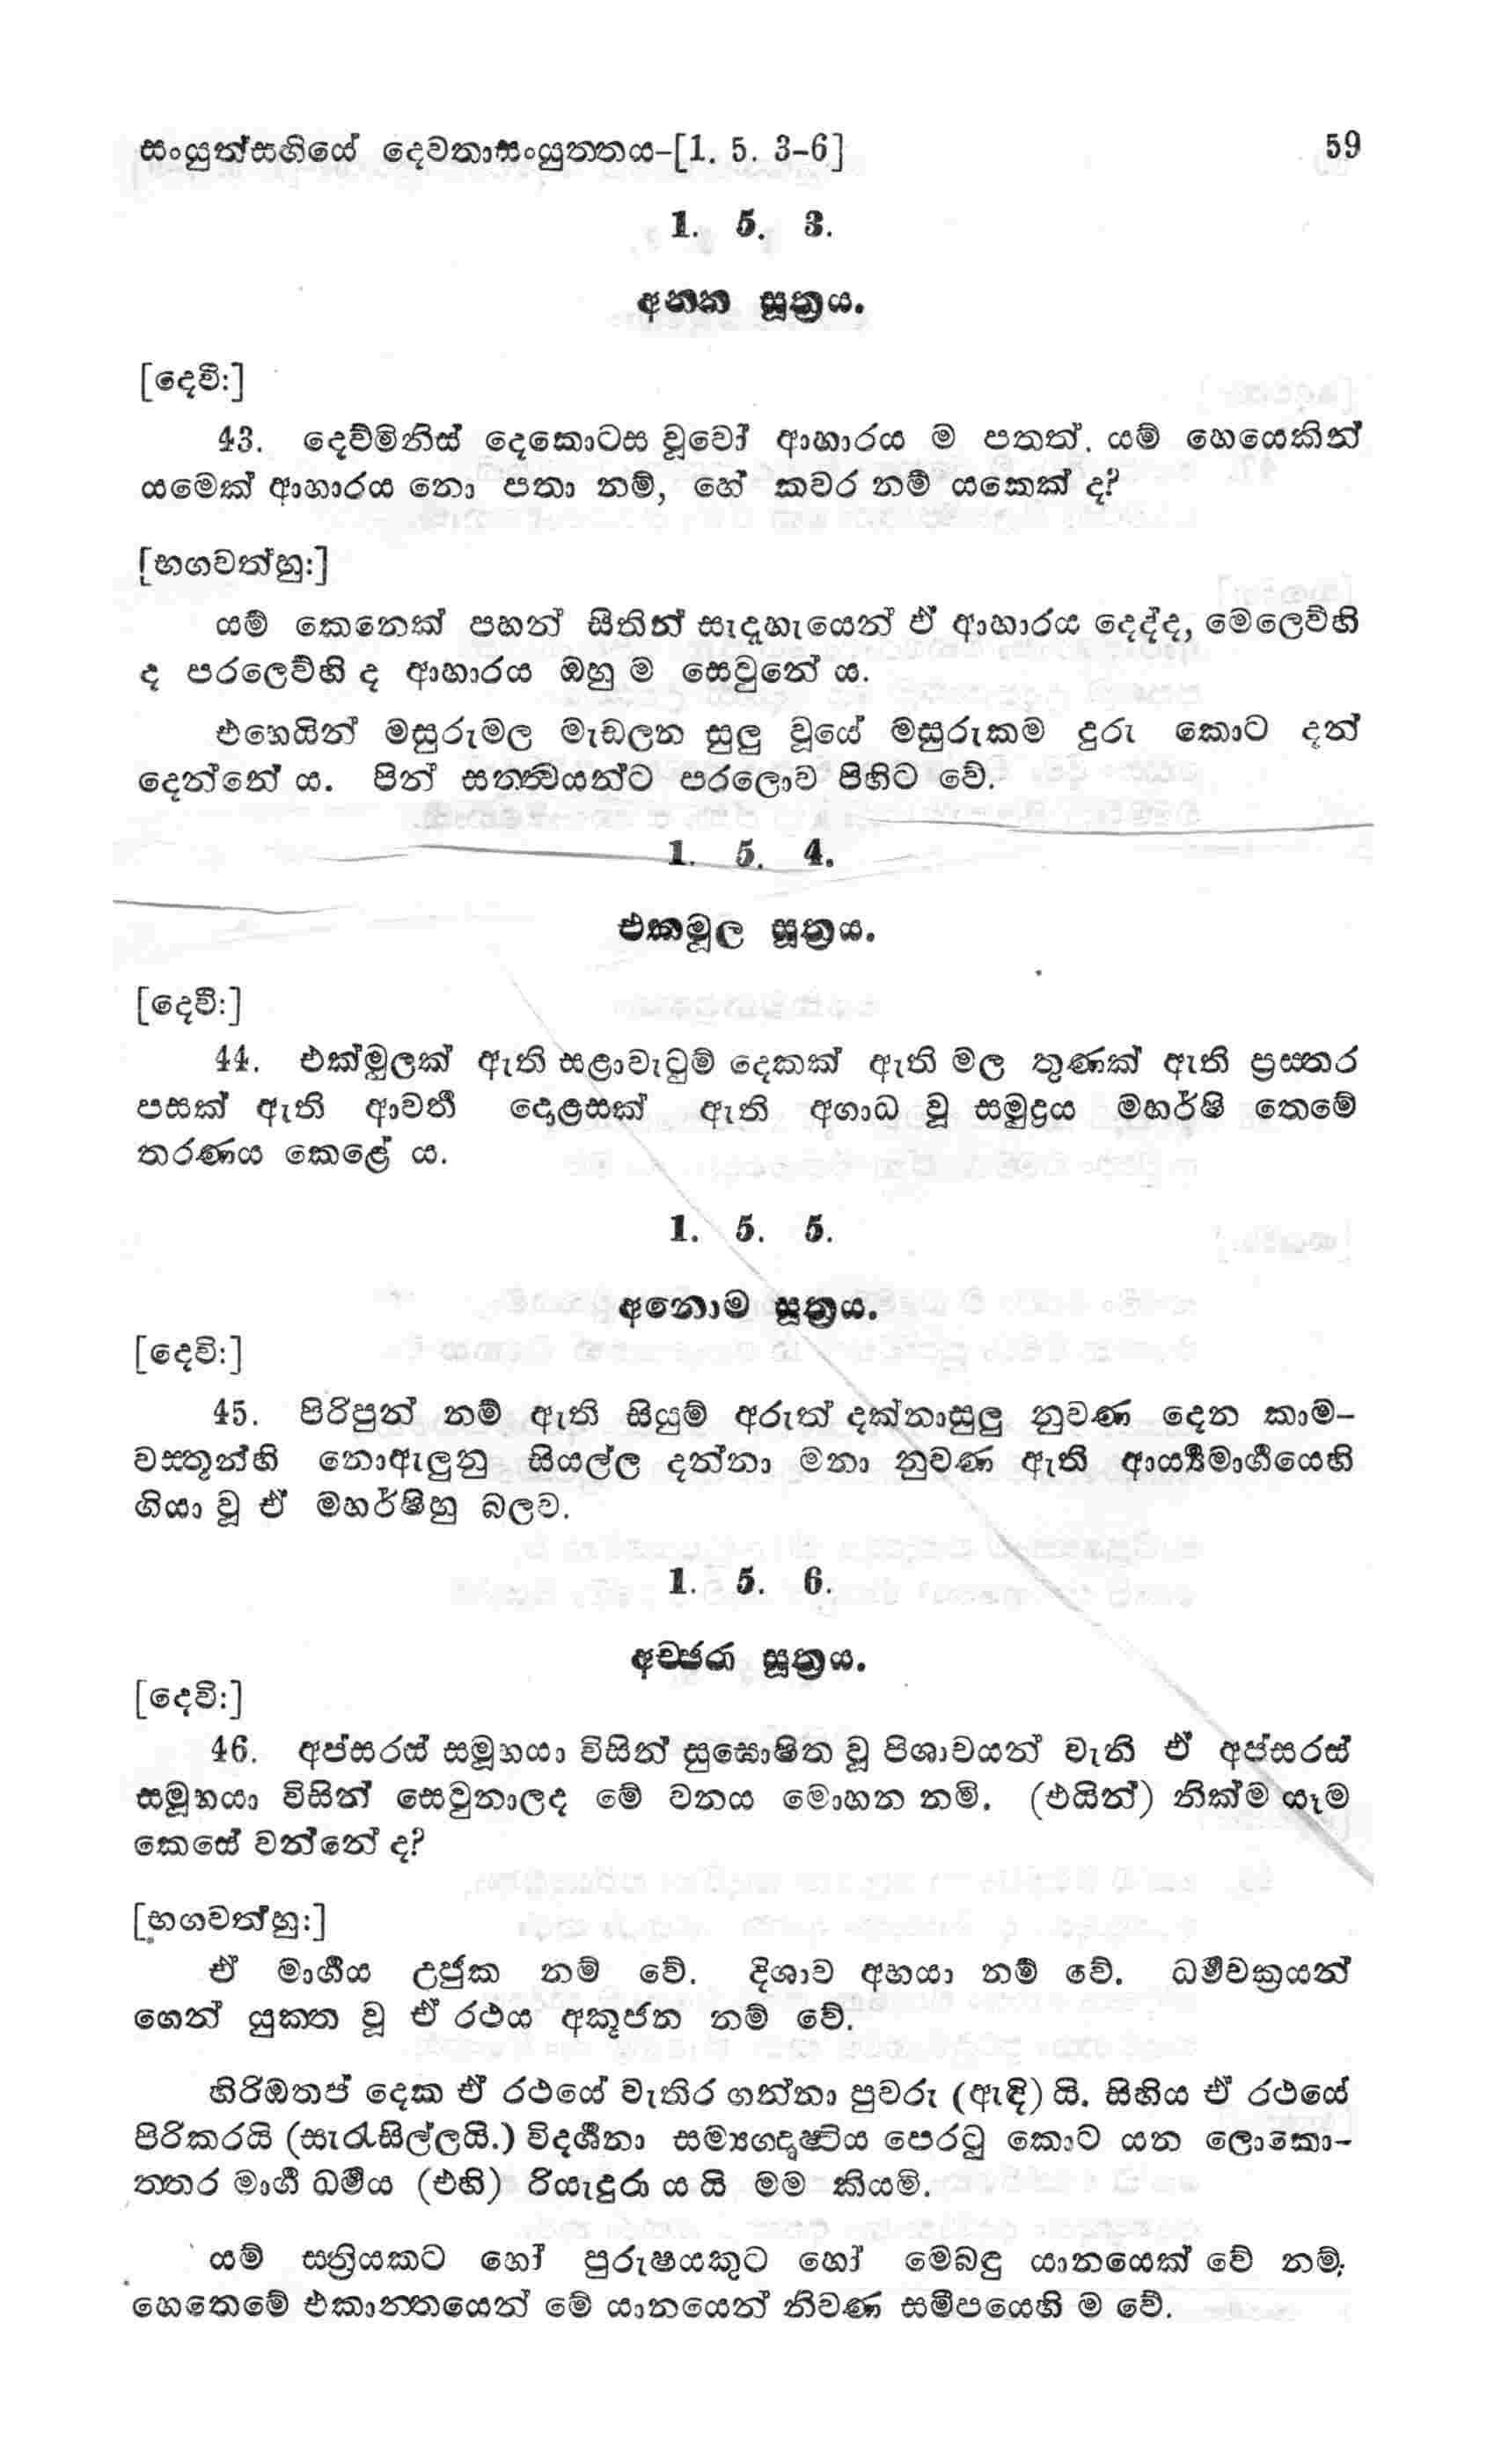 සංයුත්සඟියේ දෙවතාසංයුත්තය-[1. 5. 3-6] 59
1. 5. 3.
අන්න සූත්‍රය.
[දෙවි:]
43. දෙව්මිනිස් දෙකොටස වූවෝ ආහාරය ම පතත්. යම් හෙයෙකින්
යමෙක් ආහාරය නො පතා නම්, හේ කවර නම් යකෙක් ද?
[භගවත්හු:]
යම් කෙනෙක් පහන් සිතින් සැදැහැයෙන් ඒ ආහාරය දෙද්ද, මෙලෙව්හි
ද පරලෙව්හි ද ආහාරය ඔහු ම සෙවුනේ ය.
එහෙයින් මසුරුමල මැඩලන සුලු වූයේ මසුරුකම දුරු කොට දන්
දෙන්නේ ය. පින් සත්ත්‍වයන්ට පරලොව පිහිට වේ.
1. 5. 4.
එකමූල සූත්‍රය.
[දෙවි:]
44. එක්මුලක් ඇති සළාවැටුම් දෙකක් ඇති මල තුණක් ඇති ප්‍රස්තර
පසක් ඇති ආවර්‍ත දොළසක් ඇති අගාධ වූ සමුද්‍රය මහර්ෂි තෙමේ
තරණය කෙළේ ය.
1. 5. 5.
අනොම සූත්‍රය.
[දෙවි:]
45. පිරිපුන් නම් ඇති සියුම් අරුත් දක්නාසුලු නුවණ දෙන කාම-
වස්තූන්හි නොඇලුනු සියල්ල දන්නා මනා නුවණ ඇති ආර්‍ය්‍යමාර්‍ගයෙහි
ගියා වූ ඒ මහර්ෂිහු බලව.
1. 5. 6.
අච්ඡරා සූත්‍රය.
[දෙවි:]
46. අප්සරස් සමූහයා විසින් සුඝොෂිත වූ පිශාචයන් වැනි ඒ අප්සරස්
සමූහයා විසින් සෙවුනාලද මේ වනය මොහන නමි. (එයින්) නික්ම යෑම
කෙසේ වන්නේ ද?
[භගවත්හු:]
ඒ මාර්‍ගය උජුක නම් වේ. දිශාව අභයා නම් වේ. ධර්‍මචක්‍රයන්
ගෙන් යුක්ත වූ ඒ රථය අකූජන නම් වේ.
හිරිඔතප් දෙක ඒ රථයේ වැතිර ගන්නා පුවරු (ඇඳි) යි. සිහිය ඒ රථයේ
පිරිකරයි (සැරැසිල්ලයි.) විදර්‍ශනා සම්‍යග්දෘෂ්ටිය පෙරටු කොට යන ලොකො-
ත්තර මාර්‍ග ධර්‍මය (එහි) රියැදුරා ය යි මම කියමි.
යම් ස්ත්‍රියකට හෝ පුරුෂයකුට හෝ මෙබඳු යානයෙක් වේ නම්,
හෙතෙමේ එකාන්තයෙන් මේ යානයෙන් නිවණ සමීපයෙහි ම වේ.